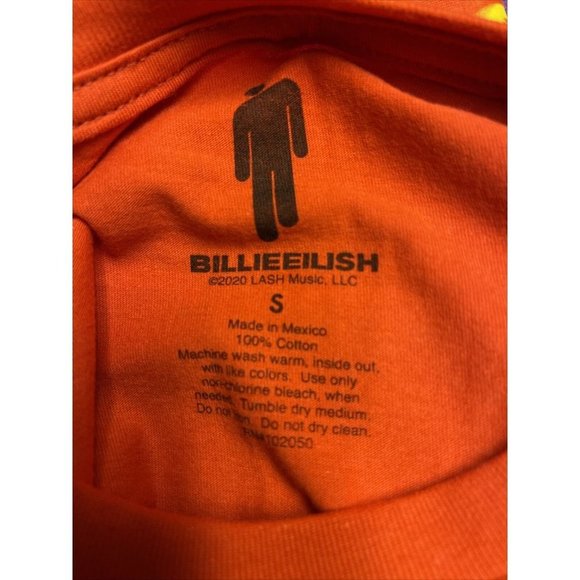 BILLIEEILISH
©2020 LASH Music, LLC
S
Made in Mexico
100% Cotton
Machine wash warm, inside out,
with like colors. Use only
non-chlorine bleach, when
needed. Tumble dry medium.
Do not iron. Do not dry clean.